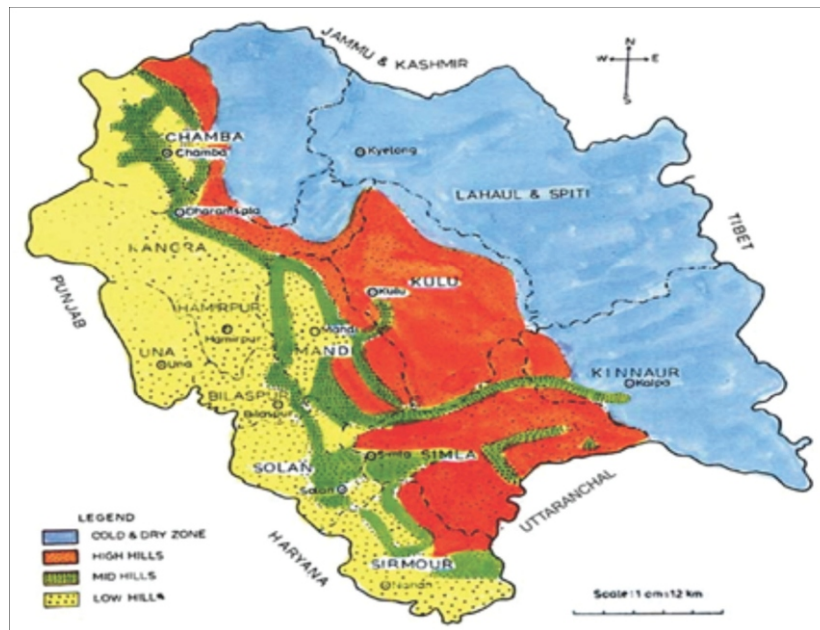 JAMMU & KASHMIR
N
W E
S
CHAMBA
Chamba
Kyelong
LAHAUL & SPITI
TIBET
Dharamsala
KANGRA
PUNJAB
Kulu
KULU
HAMIRPUR
Hamirpur
Mandi
MANDI
UNA
Una
KINNAUR
Kalpa
BILASPUR
Bilaspur
Simla
SIMLA
SOLAN
Solan
UTTARANCHAL
HARYANA
SIRMOUR
Nahan
LEGEND
COLD & DRY ZONE
HIGH HILLS
MID HILLS
LOW HILLS
Scale : 1 cm = 12 km